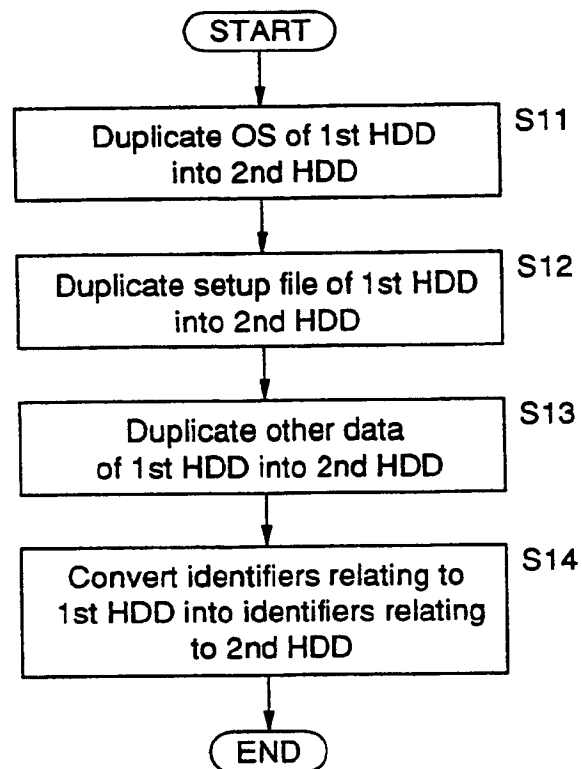 START
S11
Duplicate OS of 1st HDD
into 2nd HDD
S12
Duplicate setup file of 1st HDD
into 2nd HDD
S13
Duplicate other data
of 1st HDD into 2nd HDD
S14
Convert identifiers relating to
1st HDD into identifiers relating
to 2nd HDD
END